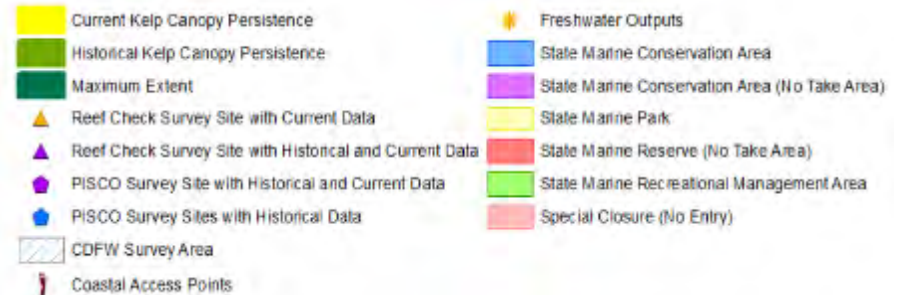 Current Kelp Canopy Persistence
Historical Kelp Canopy Persistence
Maximum Extent
Reef Check Survey Site with Current Data
Reef Check Survey Site with Historical and Current Data
PISCO Survey Site with Historical and Current Data
PISCO Survey Sites with Historical Data
CDFW Survey Area
Coastal Access Points
Freshwater Outputs
State Marine Conservation Area
State Marine Conservation Area (No Take Area)
State Marine Park
State Marine Reserve (No Take Area)
State Marine Recreational Management Area
Special Closure (No Entry)